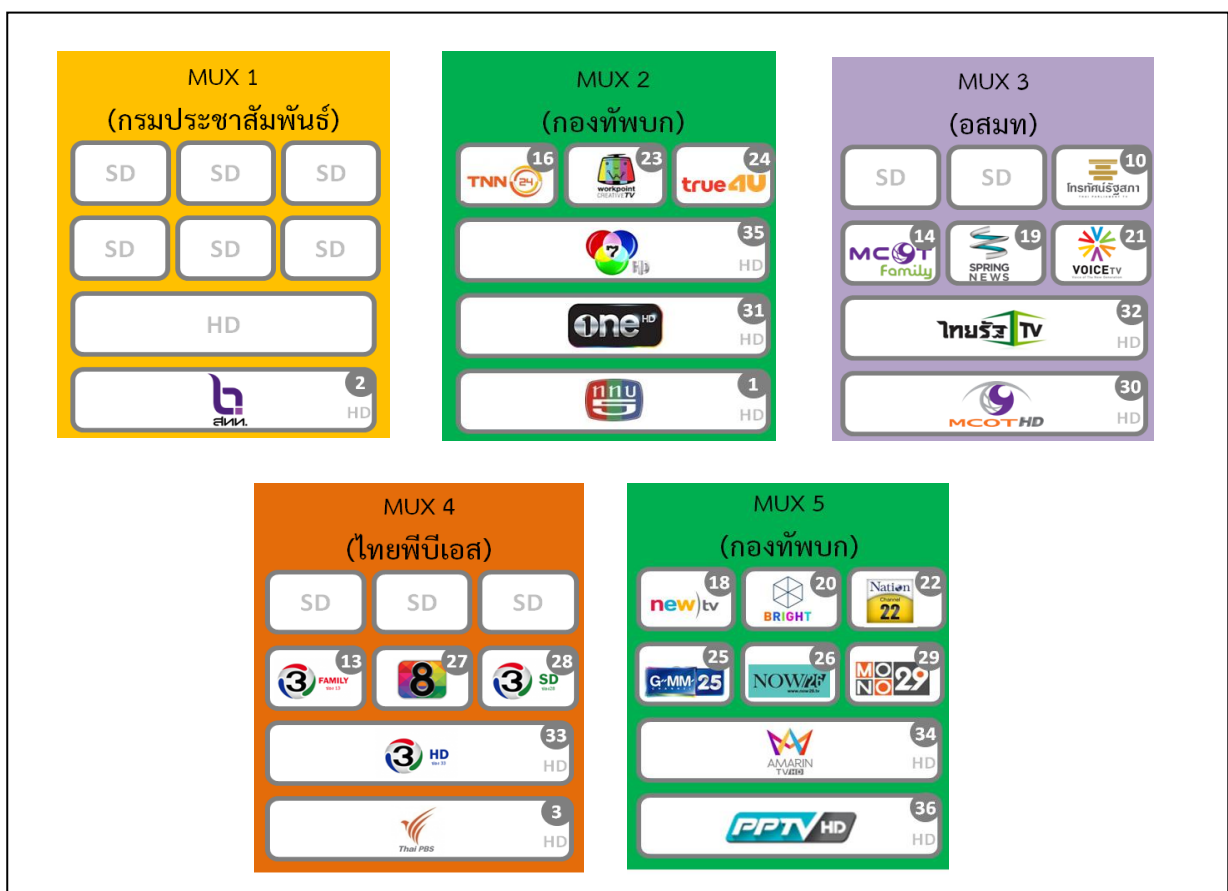 MUX 1
(กรมประชาสัมพันธ์)
SD SD SD
SD SD SD
HD
2
สทท.
HD
MUX 2
(กองทัพบก)
16 23 24
TNN 24 workpoint CREATIVE TV true4U
35
7 HD
HD
31
one HD
HD
1
ททบ 5
HD
MUX 3
(อสมท)
SD SD 10
โทรทัศน์รัฐสภา
14 19 21
MCOT Family SPRING NEWS VOICE TV
32
ไทยรัฐ TV
HD
30
MCOT HD
HD
MUX 4
(ไทยพีบีเอส)
SD SD SD
13 27 28
3 FAMILY 8 3 SD
33
3 HD
HD
3
Thai PBS
HD
MUX 5
(กองทัพบก)
18 20 22
new)tv BRIGHT Nation Channel 22
25 26 29
GMM 25 NOW26 MONO 29
34
AMARIN TV HD
HD
36
PPTV HD
HD